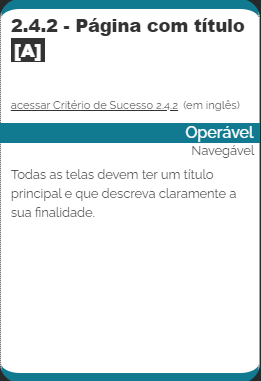 2.4.2 - Página com título
[A]
acessar Critério de Sucesso 2.4.2 (em inglês)
Operável
Navegável
Todas as telas devem ter um título
principal e que descreva claramente a
sua finalidade.